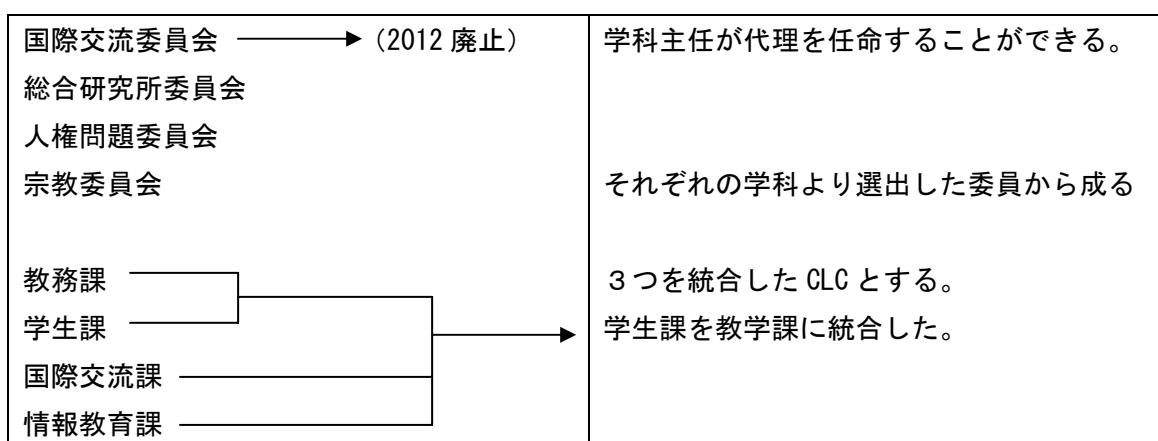 国際交流委員会 (2012 廃止) 学科主任が代理を任命することができる。
総合研究所委員会
人権問題委員会
宗教委員会 それぞれの学科より選出した委員から成る
教務課 3つを統合した CLC とする。
学生課 学生課を教学課に統合した。
国際交流課
情報教育課